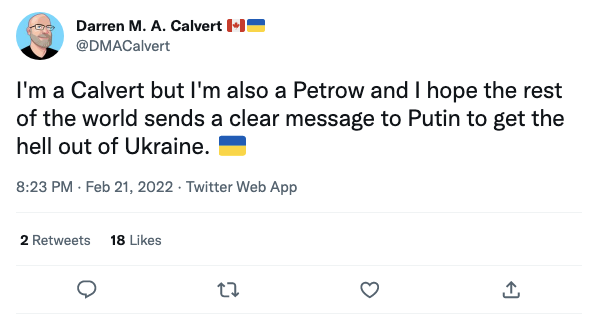 Darren M. A. Calvert 🇨🇦🇺🇦
@DMACalvert
I'm a Calvert but I'm also a Petrow and I hope the rest
of the world sends a clear message to Putin to get the
hell out of Ukraine. 🇺🇦
8:23 PM · Feb 21, 2022 · Twitter Web App
2 Retweets 18 Likes